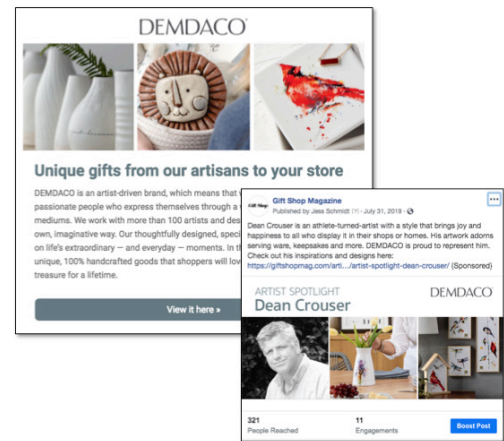 DEMDACO
Unique gifts from our artisans to your store
DEMDACO is an artist-driven brand, which means that
passionate people who express themselves through a
mediums. We work with more than 100 artists and
own, imaginative way. Our thoughtfully designed,
on life's extraordinary — and everyday — moments. In
unique, 100% handcrafted goods that shoppers will
treasure for a lifetime.
View it here »
Gift Shop
Gift Shop Magazine
Published by Jess Schmidt · July 31, 2019 ·
Dean Crouser is an athlete-turned-artist with a style that brings joy and
happiness to all who display it in their shops or homes. His artwork adorns
serving ware, keepsakes and more. DEMDACO is proud to represent him.
Check out his inspirations and designs here:
https://giftshopmag.com/arti.../artist-spotlight-dean-crouser/ {Sponsored}
ARTIST SPOTLIGHT
Dean Crouser
DEMDACO
321
People Reached
11
Engagements
Boost Post